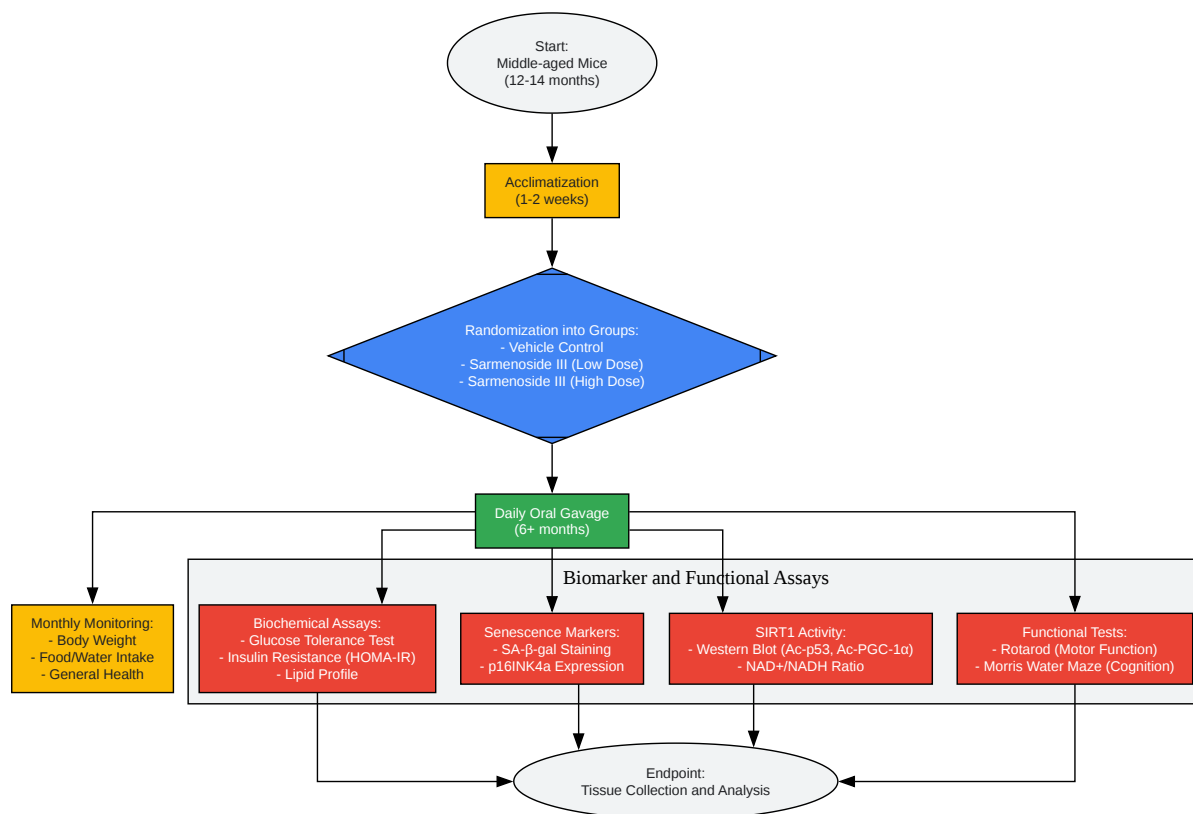 Start:
Middle-aged Mice
(12-14 months)
Acclimatization
(1-2 weeks)
Randomization into Groups:
- Vehicle Control
- Sarmenoside III (Low Dose)
- Sarmenoside III (High Dose)
Daily Oral Gavage
(6+ months)
Biomarker and Functional Assays
Monthly Monitoring:
- Body Weight
- Food/Water Intake
- General Health
Biochemical Assays:
- Glucose Tolerance Test
- Insulin Resistance (HOMA-IR)
- Lipid Profile
Senescence Markers:
- SA-β-gal Staining
- p16INK4a Expression
SIRT1 Activity:
- Western Blot (Ac-p53, Ac-PGC-1α)
- NAD+/NADH Ratio
Functional Tests:
- Rotarod (Motor Function)
- Morris Water Maze (Cognition)
Endpoint:
Tissue Collection and Analysis